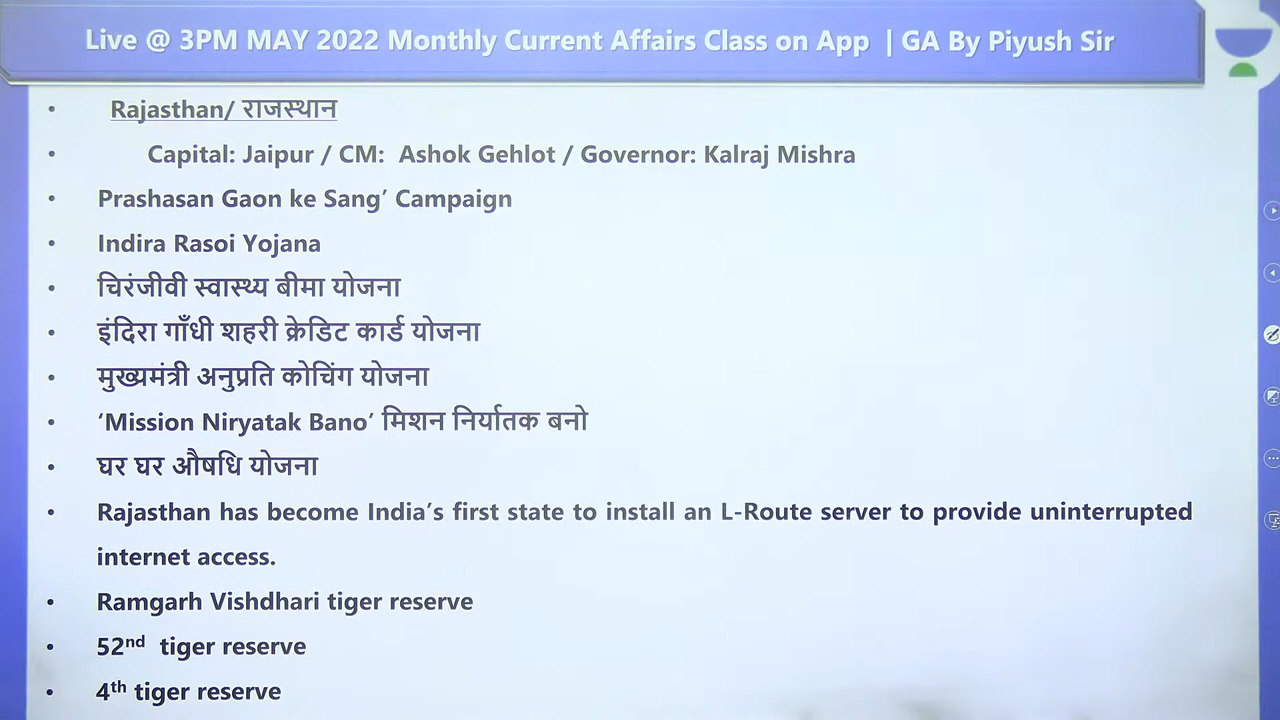 Live @ 3PM MAY 2022 Monthly Current Affairs Class on App | GA By Piyush Sir
• Rajasthan/ राजस्थान
• Capital: Jaipur / CM: Ashok Gehlot / Governor: Kalraj Mishra
• Prashasan Gaon ke Sang’ Campaign
• Indira Rasoi Yojana
• चिरंजीवी स्वास्थ्य बीमा योजना
• इंदिरा गाँधी शहरी क्रेडिट कार्ड योजना
• मुख्यमंत्री अनुप्रति कोचिंग योजना
• ‘Mission Niryatak Bano’ मिशन निर्यातक बनो
• घर घर औषधि योजना
• Rajasthan has become India’s first state to install an L-Route server to provide uninterrupted
internet access.
• Ramgarh Vishdhari tiger reserve
• 52nd tiger reserve
• 4th tiger reserve